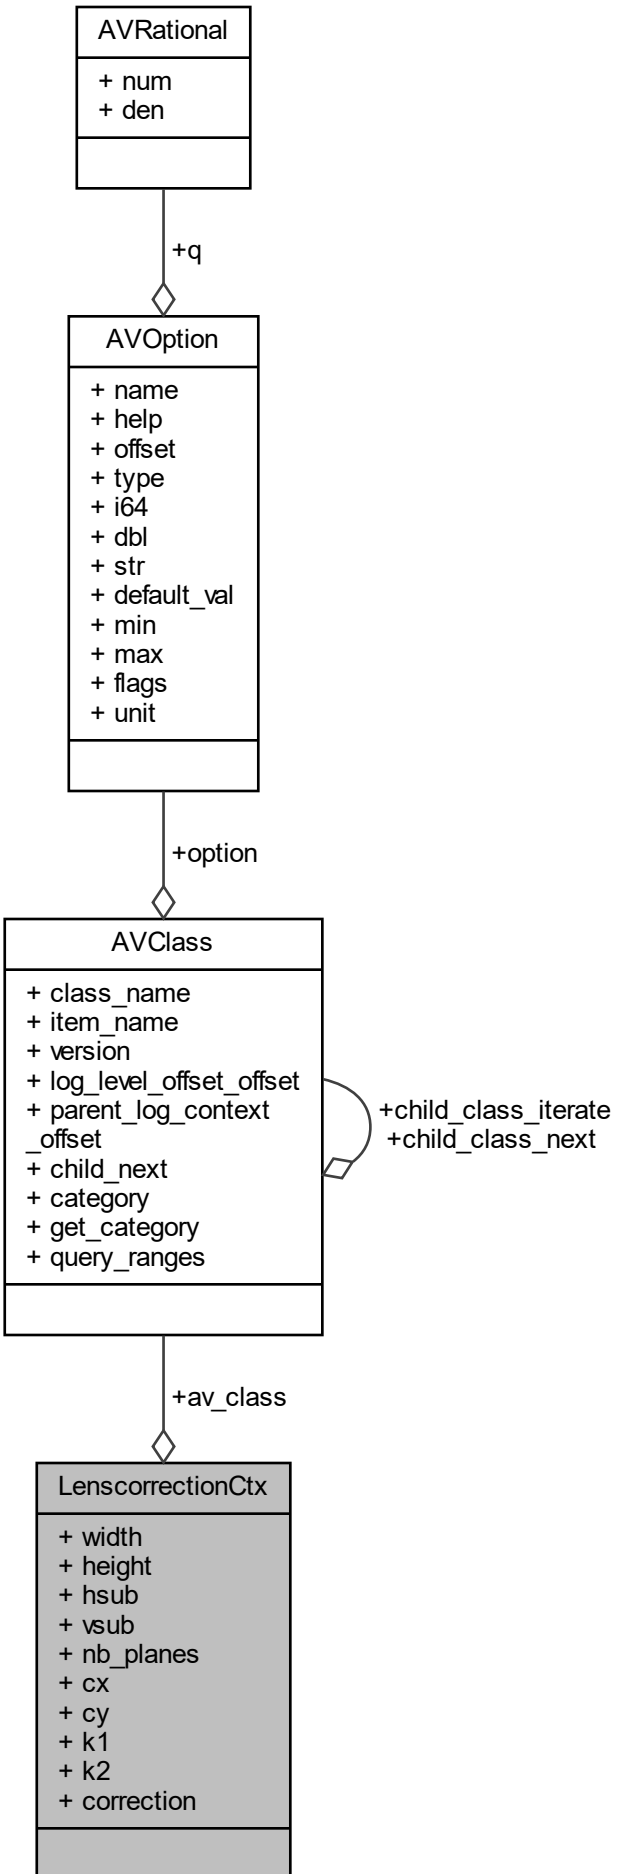 AVRational
+ num
+ den
+q
AVOption
+ name
+ help
+ offset
+ type
+ i64
+ dbl
+ str
+ default_val
+ min
+ max
+ flags
+ unit
+option
AVClass
+ class_name
+ item_name
+ version
+ log_level_offset_offset
+ parent_log_context
_offset
+ child_next
+ category
+ get_category
+ query_ranges
+child_class_iterate
+child_class_next
+av_class
LenscorrectionCtx
+ width
+ height
+ hsub
+ vsub
+ nb_planes
+ cx
+ cy
+ k1
+ k2
+ correction